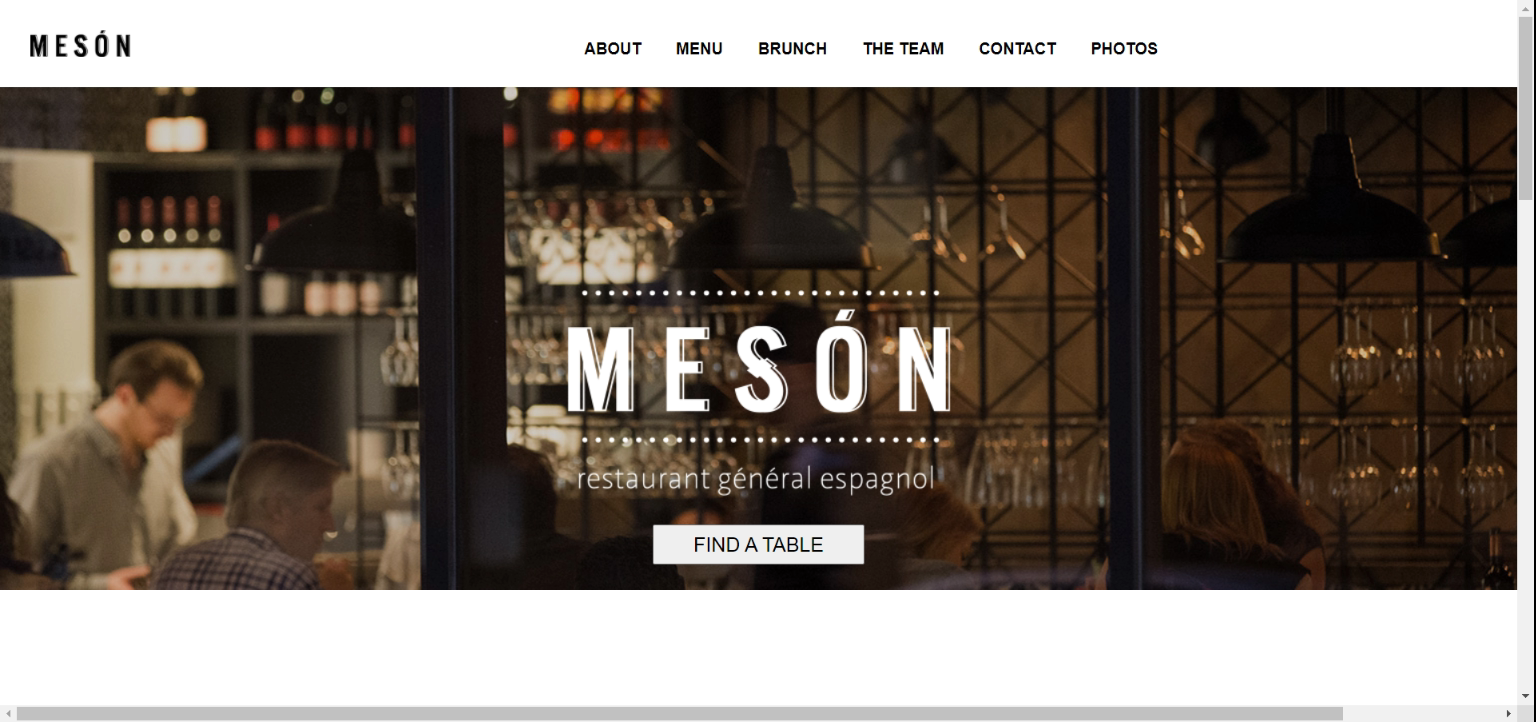 MESÓN
ABOUT MENU BRUNCH THE TEAM CONTACT PHOTOS
MESÓN
restaurant général espagnol
FIND A TABLE